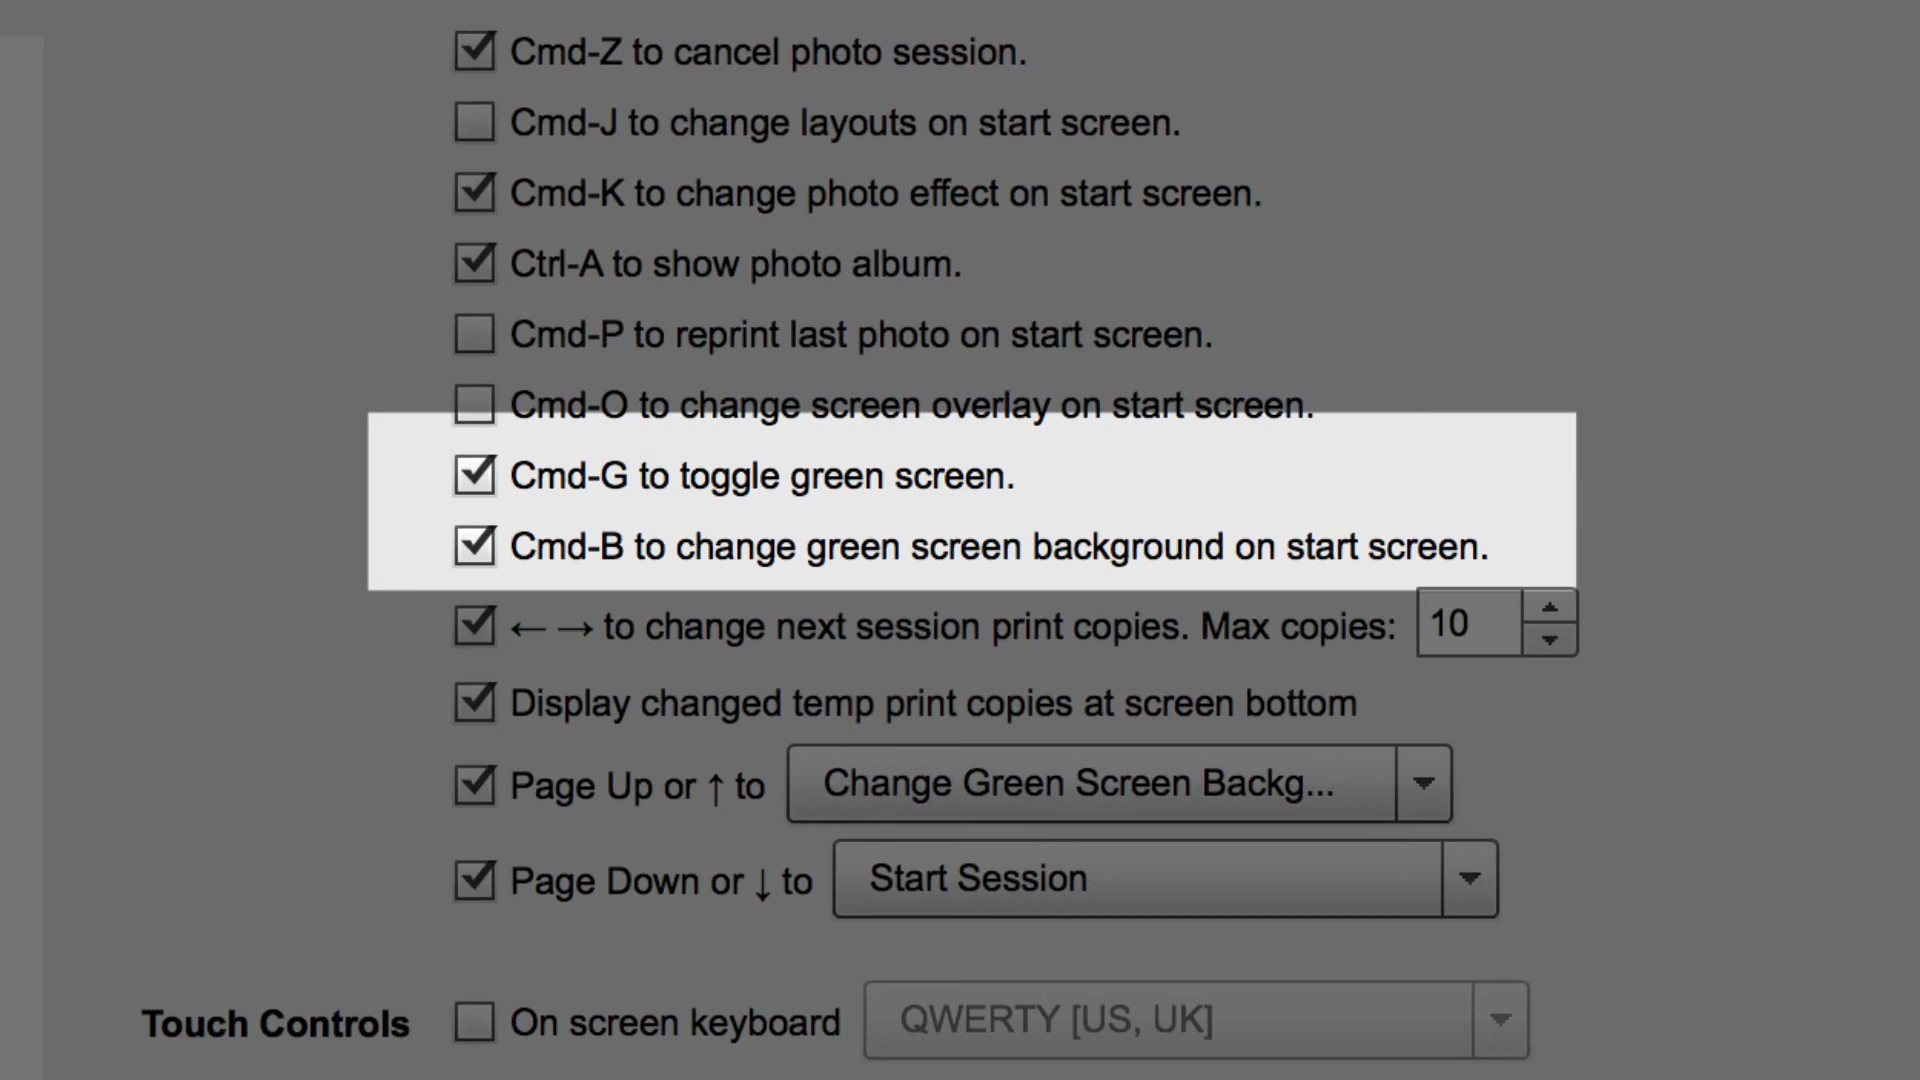 Cmd-Z to cancel photo session.
Cmd-J to change layouts on start screen.
Cmd-K to change photo effect on start screen.
Ctrl-A to show photo album.
Cmd-P to reprint last photo on start screen.
Cmd-O to change screen overlay on start screen.
Cmd-G to toggle green screen.
Cmd-B to change green screen background on start screen.
←→ to change next session print copies. Max copies: 10
Display changed temp print copies at screen bottom
Page Up or ↑ to Change Green Screen Backg...
Page Down or ↓ to Start Session
Touch Controls On screen keyboard QWERTY [US, UK]